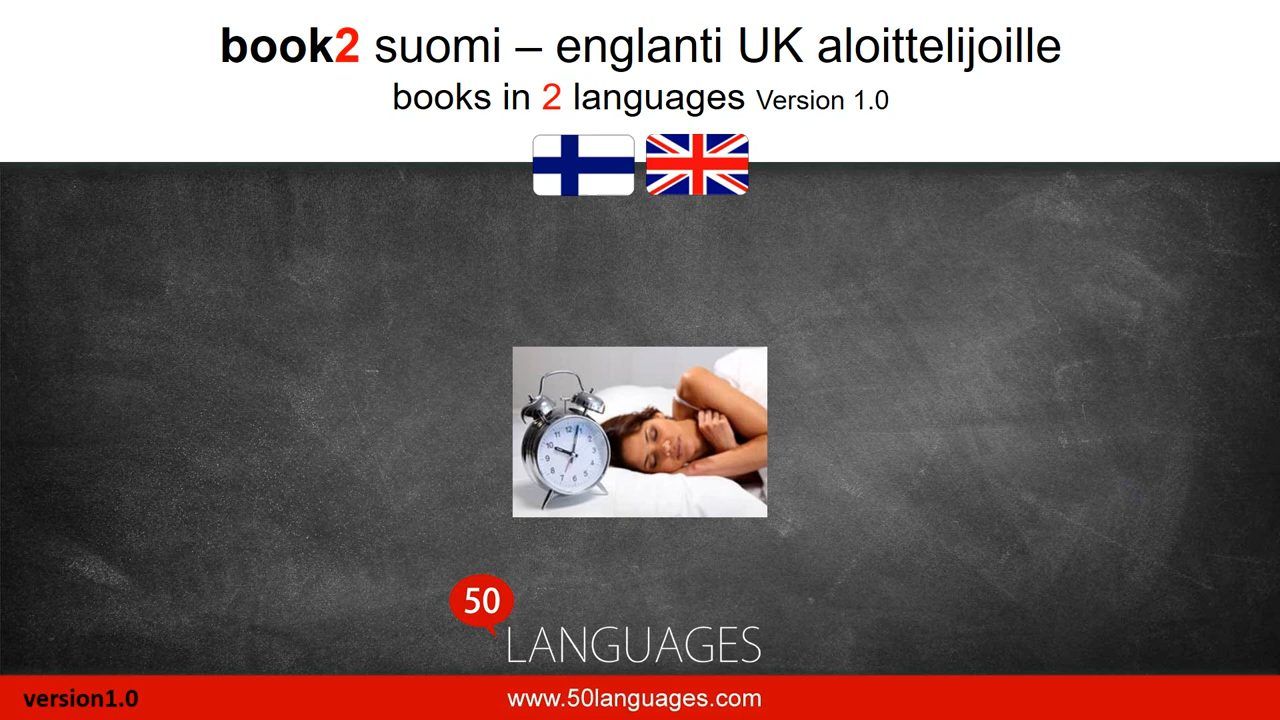 book2 suomi – englanti UK aloittelijoille
books in 2 languages Version 1.0
50
LANGUAGES
version1.0
www.50languages.com